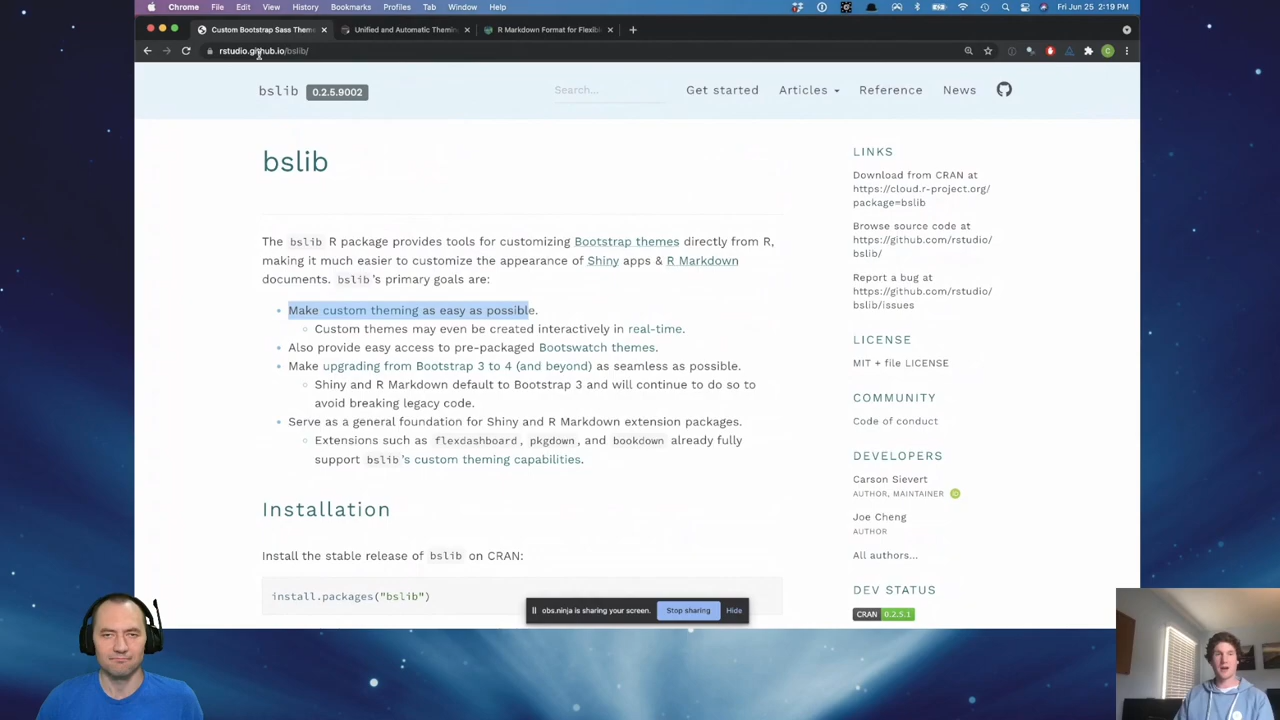 Chrome File Edit View History Bookmarks Profiles Tab Window Help
Fri Jun 25 2:19 PM
Custom Bootstrap Sass Them
Unified and Automatic Theming
R Markdown Format for Flexibl
rstudio.github.io/bslib/
bslib 0.2.5.9002
Search...
Get started Articles Reference News
bslib
The bslib R package provides tools for customizing Bootstrap themes directly from R,
making it much easier to customize the appearance of Shiny apps & R Markdown
documents. bslib's primary goals are:
Make custom theming as easy as possible.
Custom themes may even be created interactively in real-time.
Also provide easy access to pre-packaged Bootswatch themes.
Make upgrading from Bootstrap 3 to 4 (and beyond) as seamless as possible.
Shiny and R Markdown default to Bootstrap 3 and will continue to do so to
avoid breaking legacy code.
Serve as a general foundation for Shiny and R Markdown extension packages.
Extensions such as flexdashboard, pkgdown, and bookdown already fully
support bslib's custom theming capabilities.
Installation
Install the stable release of bslib on CRAN:
install.packages("bslib")
LINKS
Download from CRAN at
https://cloud.r-project.org/
package=bslib
Browse source code at
https://github.com/rstudio/
bslib/
Report a bug at
https://github.com/rstudio/
bslib/issues
LICENSE
MIT + file LICENSE
COMMUNITY
Code of conduct
DEVELOPERS
Carson Sievert
AUTHOR, MAINTAINER
Joe Cheng
AUTHOR
All authors...
DEV STATUS
CRAN 0.2.5.1
obs.ninja is sharing your screen. Stop sharing Hide